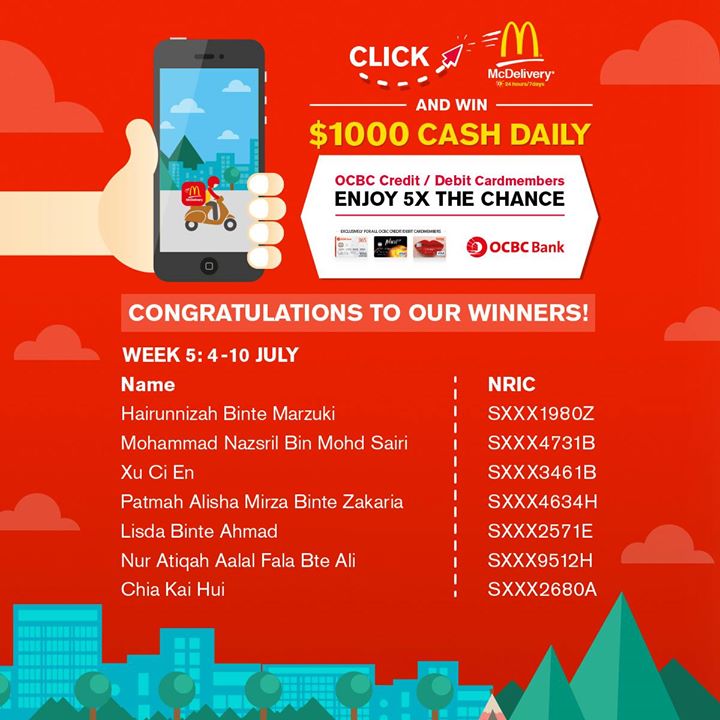 CLICK
McDelivery
24 hours/7days
AND WIN
$1000 CASH DAILY
OCBC Credit / Debit Cardmembers
ENJOY 5X THE CHANCE
EXCLUSIVELY FOR ALL OCBC CREDIT/DEBIT CARDMEMBERS
365
VISA
OCBC Bank
McDelivery
CONGRATULATIONS TO OUR WINNERS!
WEEK 5: 4-10 JULY
Name NRIC
Hairunnizah Binte Marzuki SXXX1980Z
Mohammad Nazsril Bin Mohd Sairi SXXX4731B
Xu Ci En SXXX3461B
Patmah Alisha Mirza Binte Zakaria SXXX4634H
Lisda Binte Ahmad SXXX2571E
Nur Atiqah Aalal Fala Bte Ali SXXX9512H
Chia Kai Hui SXXX2680A